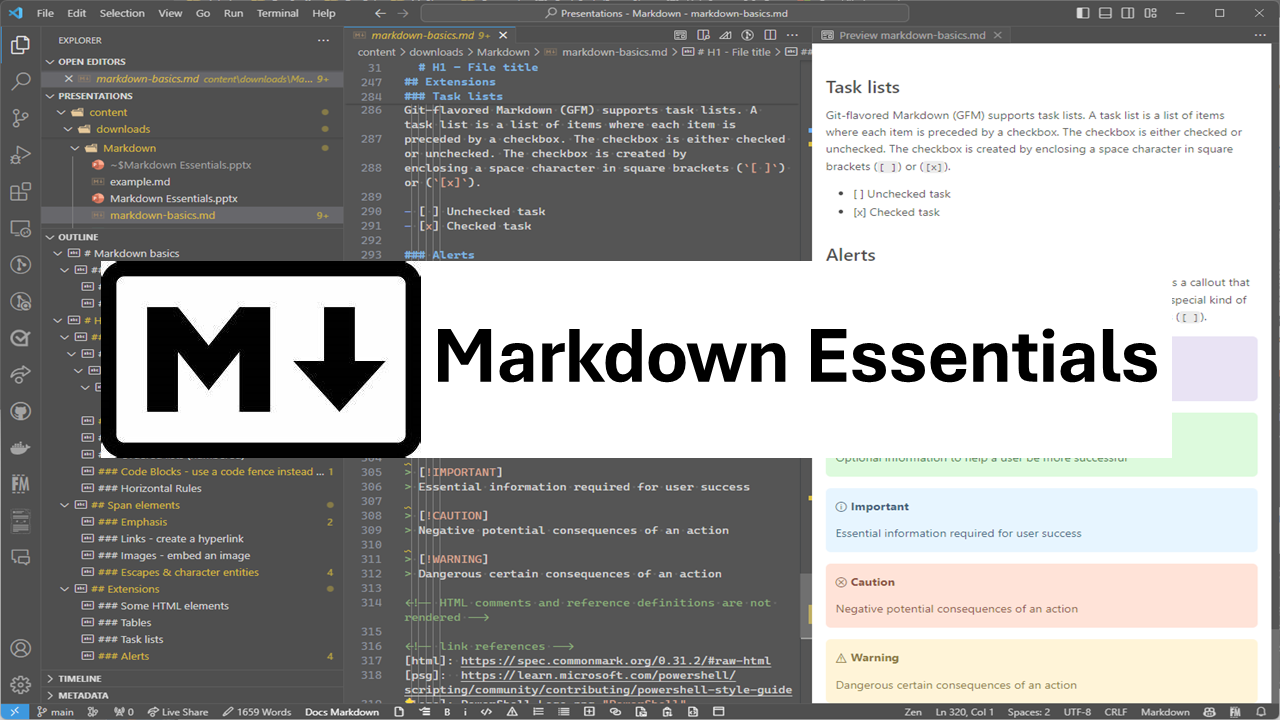 File Edit Selection View Go Run Terminal Help
Presentations - Markdown - markdown-basics.md
EXPLORER
OPEN EDITORS
markdown-basics.md content\downloads\Ma... 9+
PRESENTATIONS
content
downloads
Markdown
~$Markdown Essentials.pptx
example.md
Markdown Essentials.pptx
markdown-basics.md 9+
OUTLINE
# Markdown basics
##
#
#
# H
##
#
#
#
#
#
### Code Blocks - use a code fence instead ... 1
### Horizontal Rules
## Span elements
### Emphasis 2
### Links - create a hyperlink
### Images - embed an image
### Escapes & character entities 4
## Extensions
### Some HTML elements
### Tables
### Task lists
### Alerts 4
TIMELINE
METADATA
markdown-basics.md 9+
content > downloads > Markdown > markdown-basics.md > # H1 - File title > ##
31 # H1 - File title
247 ## Extensions
284 ### Task lists
286 Git-flavored Markdown (GFM) supports task lists. A
task list is a list of items where each item is
287 preceded by a checkbox. The checkbox is either checked
or unchecked. The checkbox is created by
288 enclosing a space character in square brackets (`[ ]`)
or (`[x]`).
289
290 - [ ] Unchecked task
291 - [x] Checked task
292
293 ### Alerts
M
Markdown Essentials
305 > [!IMPORTANT]
306 > Essential information required for user success
307
308 > [!CAUTION]
309 > Negative potential consequences of an action
310
311 > [!WARNING]
312 > Dangerous certain consequences of an action
313
314 <!-- HTML comments and reference definitions are not
rendered -->
315
316 <!-- link references -->
317 [html]: https://spec.commonmark.org/0.31.2/#raw-html
318 [psg]: https://learn.microsoft.com/powershell/
scripting/community/contributing/powershell-style-guide
Preview markdown-basics.md
Task lists
Git-flavored Markdown (GFM) supports task lists. A task list is a list of items
where each item is preceded by a checkbox. The checkbox is either checked or
unchecked. The checkbox is created by enclosing a space character in square
brackets ([ ]) or ([x]).
[ ] Unchecked task
[x] Checked task
Alerts
s a callout that
special kind of
([ ]).
Optional information to help a user be more successful
Important
Essential information required for user success
Caution
Negative potential consequences of an action
Warning
Dangerous certain consequences of an action
main 0 Live Share 1659 Words Docs Markdown B i Zen Ln 320, Col 1 Spaces: 2 UTF-8 CRLF Markdown FM
FM